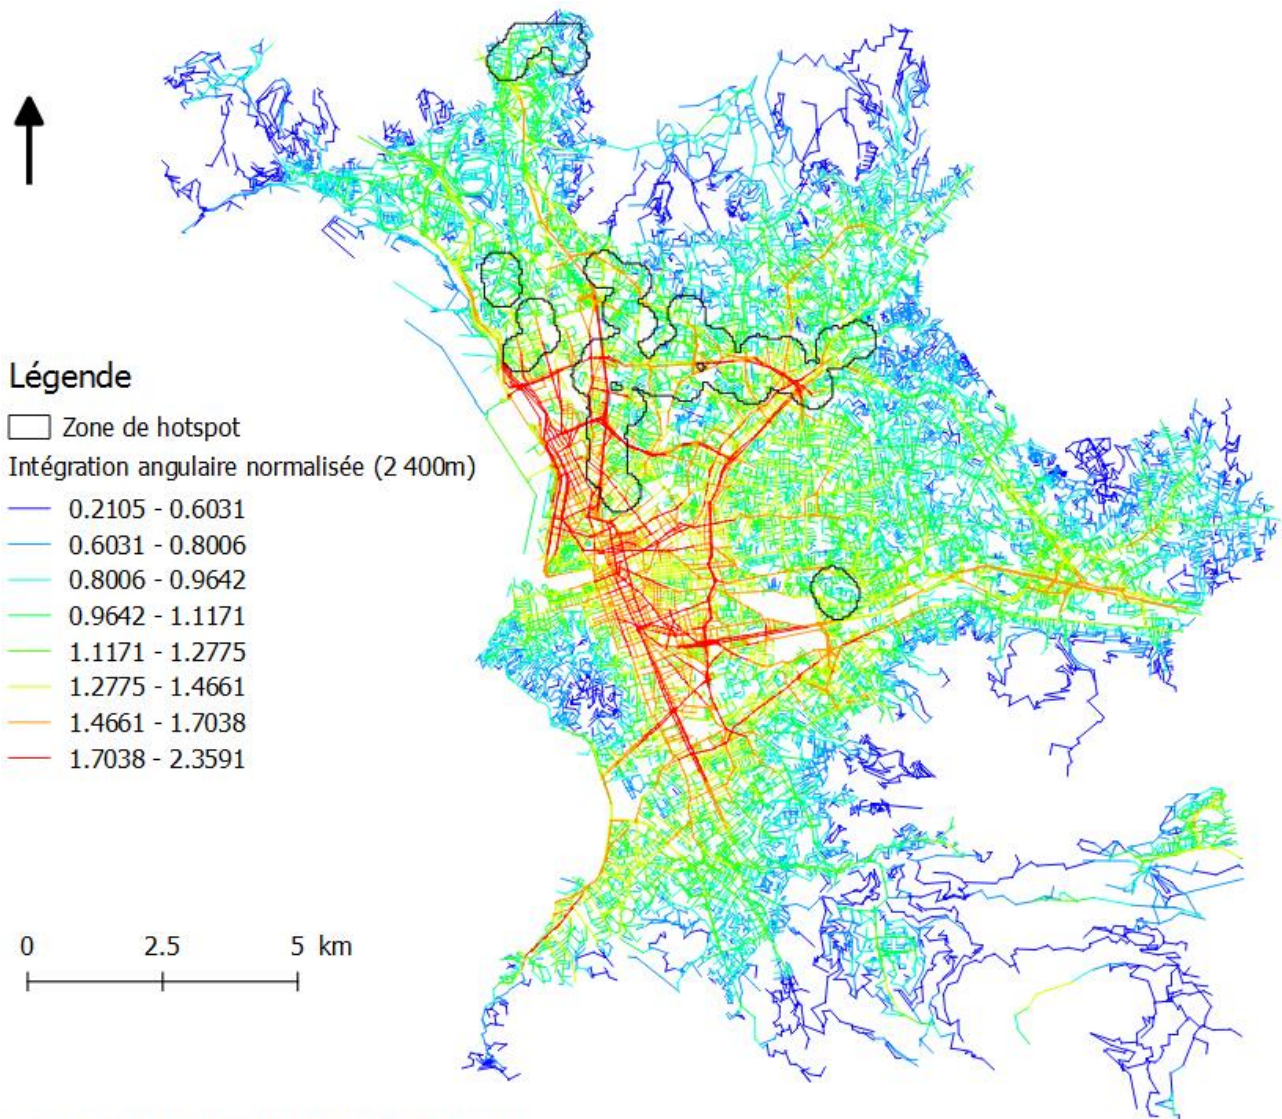 Légende
Zone de hotspot
Intégration angulaire normalisée (2 400m)
0.2105 - 0.6031
0.6031 - 0.8006
0.8006 - 0.9642
0.9642 - 1.1171
1.1171 - 1.2775
1.2775 - 1.4661
1.4661 - 1.7038
1.7038 - 2.3591
0 2.5 5 km